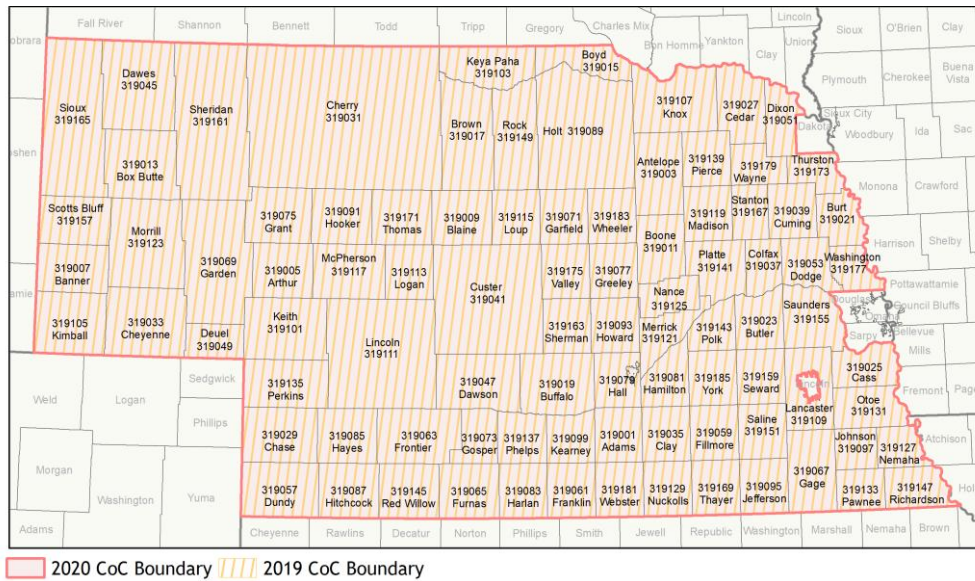 Fall River
Shannon
Bennett
Todd
Tripp
Gregory
Charles Mix
Lincoln
Bon Homme
Yankton
Clay
Union
Sioux
O'Brien
Clay
Plymouth
Cherokee
Buena
Vista
Sioux City
Dakota
Woodbury
Ida
Sac
Monona
Crawford
Harrison
Shelby
Pottawattamie
Douglas
Omaha
Council Bluffs
Sarpy
Bellevue
Mills
Fremont
Page
Atchison
Lincoln
Weld
Logan
Sedgwick
Phillips
Morgan
Washington
Yuma
Adams
Cheyenne
Rawlins
Decatur
Norton
Phillips
Smith
Jewell
Republic
Washington
Marshall
Nemaha
Brown
Sioux
319165
Dawes
319045
Sheridan
319161
Cherry
319031
Keya Paha
319103
Boyd
319015
Brown
319017
Rock
319149
Holt 319089
319107
Knox
319027
Cedar
Dixon
319051
319013
Box Butte
Antelope
319003
319139
Pierce
319179
Wayne
Thurston
319173
Scotts Bluff
319157
Morrill
319123
319069
Garden
319075
Grant
319091
Hooker
319171
Thomas
319009
Blaine
319115
Loup
319071
Garfield
319183
Wheeler
Boone
319011
319119
Madison
Stanton
319167
319039
Cuming
Burt
319021
319007
Banner
319005
Arthur
McPherson
319117
319113
Logan
Custer
319041
319175
Valley
319077
Greeley
Nance
319125
Platte
319141
Colfax
319037
319053
Dodge
Washington
319177
319105
Kimball
319033
Cheyenne
Deuel
319049
Keith
319101
Lincoln
319111
319163
Sherman
319093
Howard
Merrick
319121
319143
Polk
319023
Butler
Saunders
319155
319135
Perkins
319047
Dawson
319019
Buffalo
319079
Hall
319081
Hamilton
319185
York
319159
Seward
Lancaster
319109
319025
Cass
Otoe
319131
319029
Chase
319085
Hayes
319063
Frontier
319073
Gosper
319137
Phelps
319099
Kearney
319001
Adams
319035
Clay
319059
Fillmore
Saline
319151
319067
Gage
Johnson
319097
319127
Nemaha
319057
Dundy
319087
Hitchcock
319145
Red Willow
319065
Furnas
319083
Harlan
319061
Franklin
319181
Webster
319129
Nuckolls
319169
Thayer
319095
Jefferson
319133
Pawnee
319147
Richardson
2020 CoC Boundary
2019 CoC Boundary